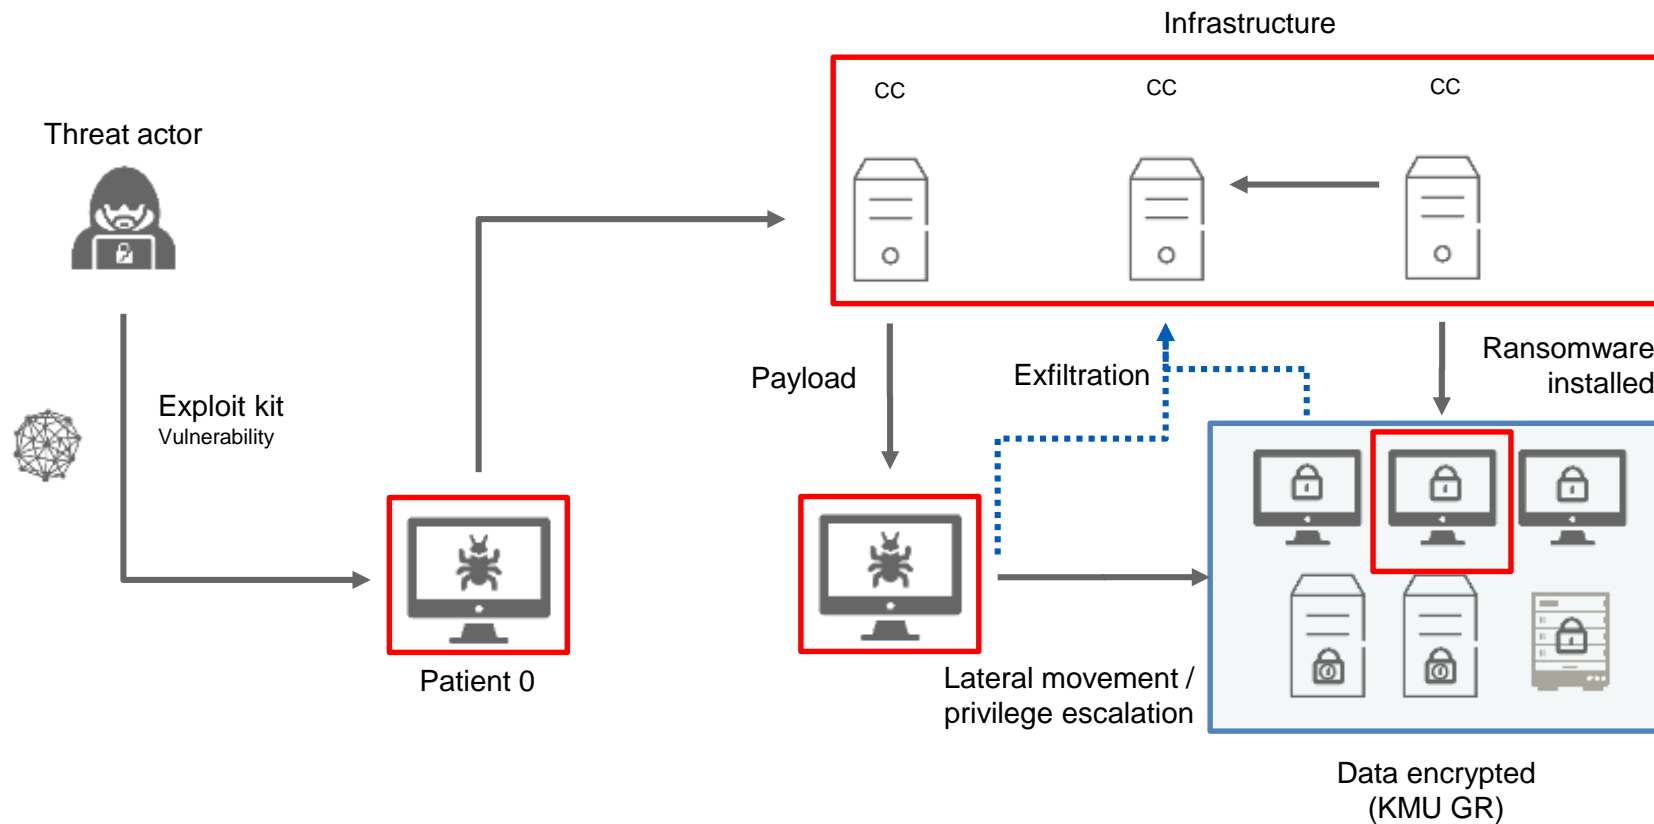 Infrastructure
CC
CC
CC
Threat actor
Exploit kit
Vulnerability
Payload
Exfiltration
Ransomware
installed
Patient 0
Lateral movement /
privilege escalation
Data encrypted
(KMU GR)